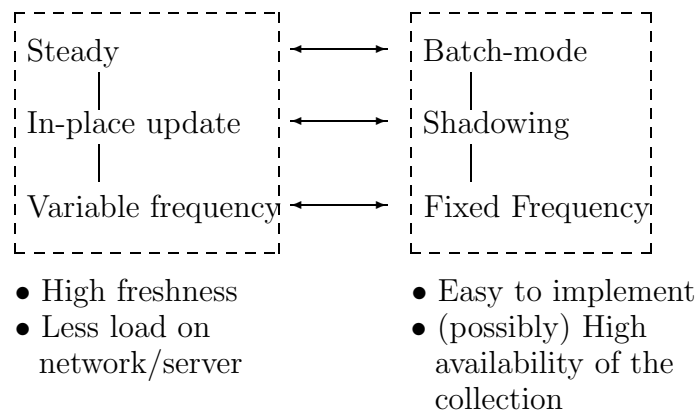 Steady
In-place update
Variable frequency
• High freshness
• Less load on
network/server
Batch-mode
Shadowing
Fixed Frequency
• Easy to implement
• (possibly) High
availability of the
collection